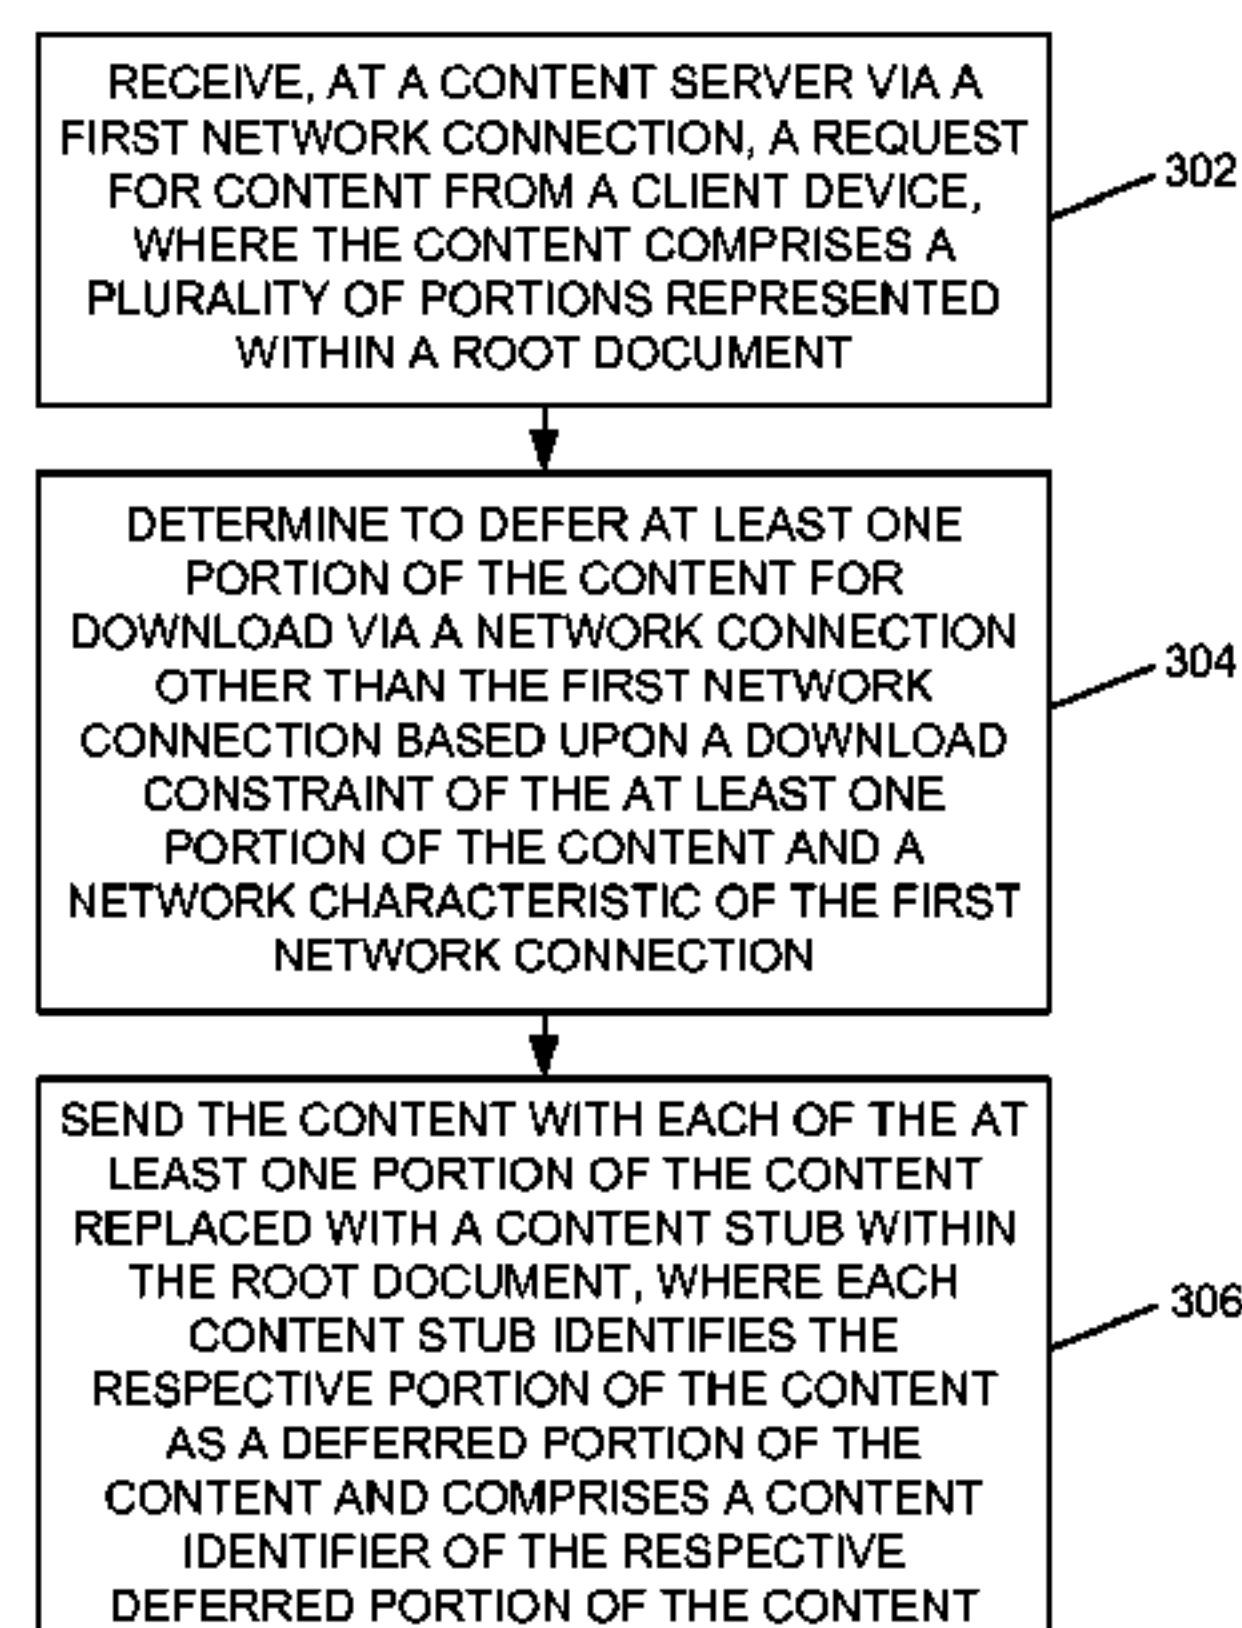 RECEIVE, AT A CONTENT SERVER VIA A
FIRST NETWORK CONNECTION, A REQUEST
FOR CONTENT FROM A CLIENT DEVICE,
WHERE THE CONTENT COMPRISES A
PLURALITY OF PORTIONS REPRESENTED
WITHIN A ROOT DOCUMENT
302
DETERMINE TO DEFER AT LEAST ONE
PORTION OF THE CONTENT FOR
DOWNLOAD VIA A NETWORK CONNECTION
OTHER THAN THE FIRST NETWORK
CONNECTION BASED UPON A DOWNLOAD
CONSTRAINT OF THE AT LEAST ONE
PORTION OF THE CONTENT AND A
NETWORK CHARACTERISTIC OF THE FIRST
NETWORK CONNECTION
304
SEND THE CONTENT WITH EACH OF THE AT
LEAST ONE PORTION OF THE CONTENT
REPLACED WITH A CONTENT STUB WITHIN
THE ROOT DOCUMENT, WHERE EACH
CONTENT STUB IDENTIFIES THE
RESPECTIVE PORTION OF THE CONTENT
AS A DEFERRED PORTION OF THE
CONTENT AND COMPRISES A CONTENT
IDENTIFIER OF THE RESPECTIVE
DEFERRED PORTION OF THE CONTENT
306